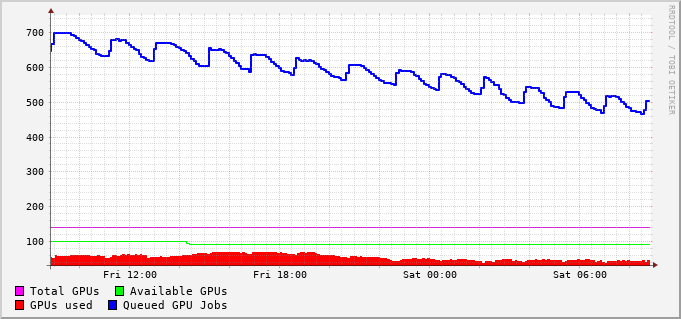 RRDTOOL / TOBI OETIKER
700
600
500
400
300
200
100
Fri 12:00 Fri 18:00 Sat 00:00 Sat 06:00
Total GPUs Available GPUs
GPUs used Queued GPU Jobs